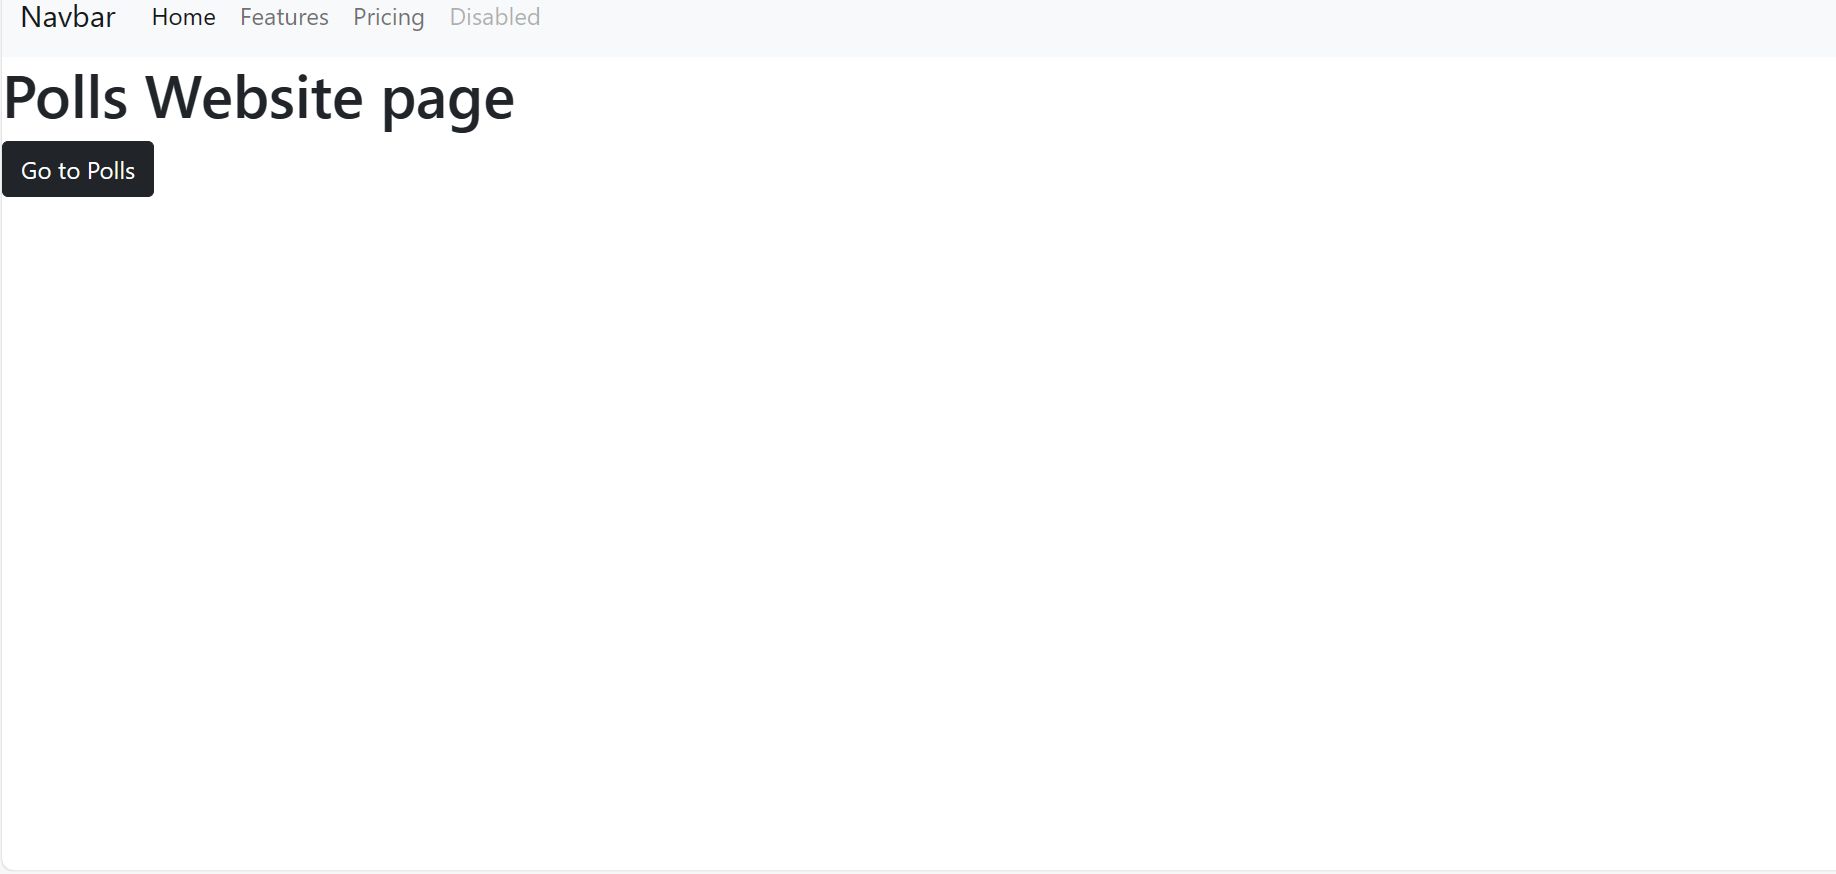 Navbar Home Features Pricing Disabled
Polls Website page
Go to Polls